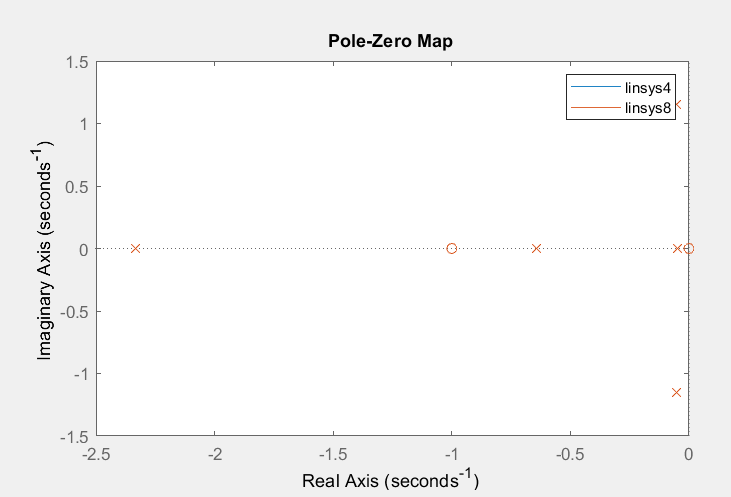 Pole-Zero Map
linsys4
linsys8
1.5
1
0.5
0
-0.5
-1
-1.5
-2.5
-2
-1.5
-1
-0.5
0
Imaginary Axis (seconds⁻¹)
Real Axis (seconds⁻¹)